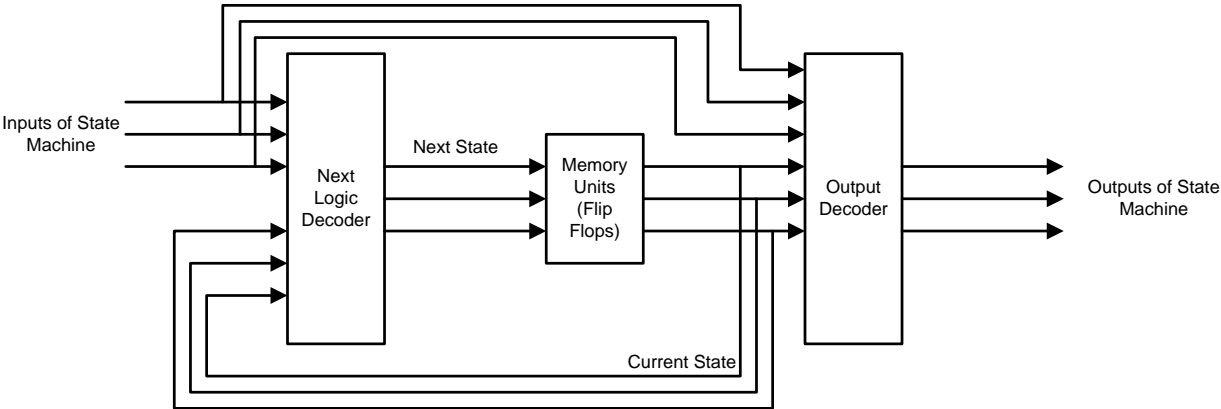 Inputs of State
Machine
Next
Logic
Decoder
Next State
Memory
Units
(Flip
Flops)
Current State
Output
Decoder
Outputs of State
Machine